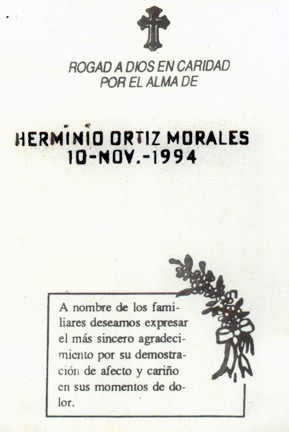 ROGAD A DIOS EN CARIDAD
POR EL ALMA DE
HERMINIO ORTIZ MORALES
10-NOV.-1994
A nombre de los fami-
liares deseamos expresar
el más sincero agradeci-
miento por su demostra-
ción de afecto y cariño
en sus momentos de do-
lor.